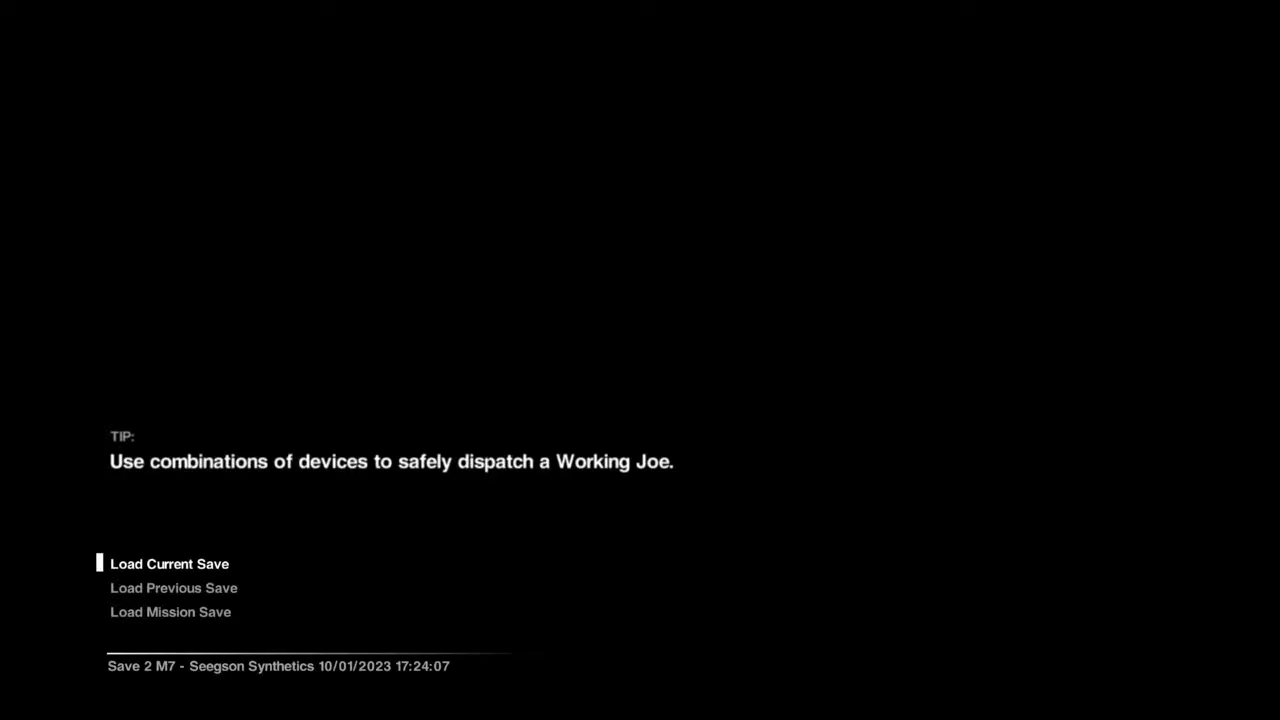 TIP:
Use combinations of devices to safely dispatch a Working Joe.
Load Current Save
Load Previous Save
Load Mission Save
Save 2 M7 - Seegson Synthetics 10/01/2023 17:24:07